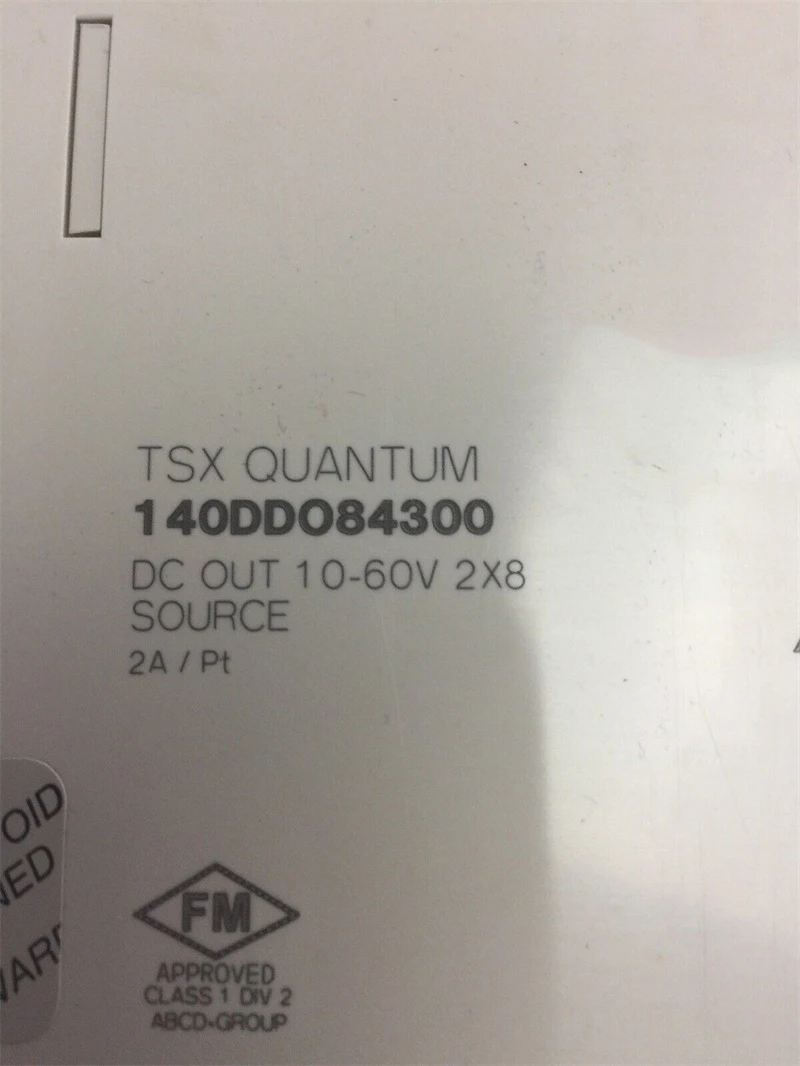 TSX QUANTUM
140DDO84300
DC OUT 10-60V 2X8
SOURCE
2A / Pt
FM
APPROVED
CLASS 1 DIV 2
ABCD-GROUP